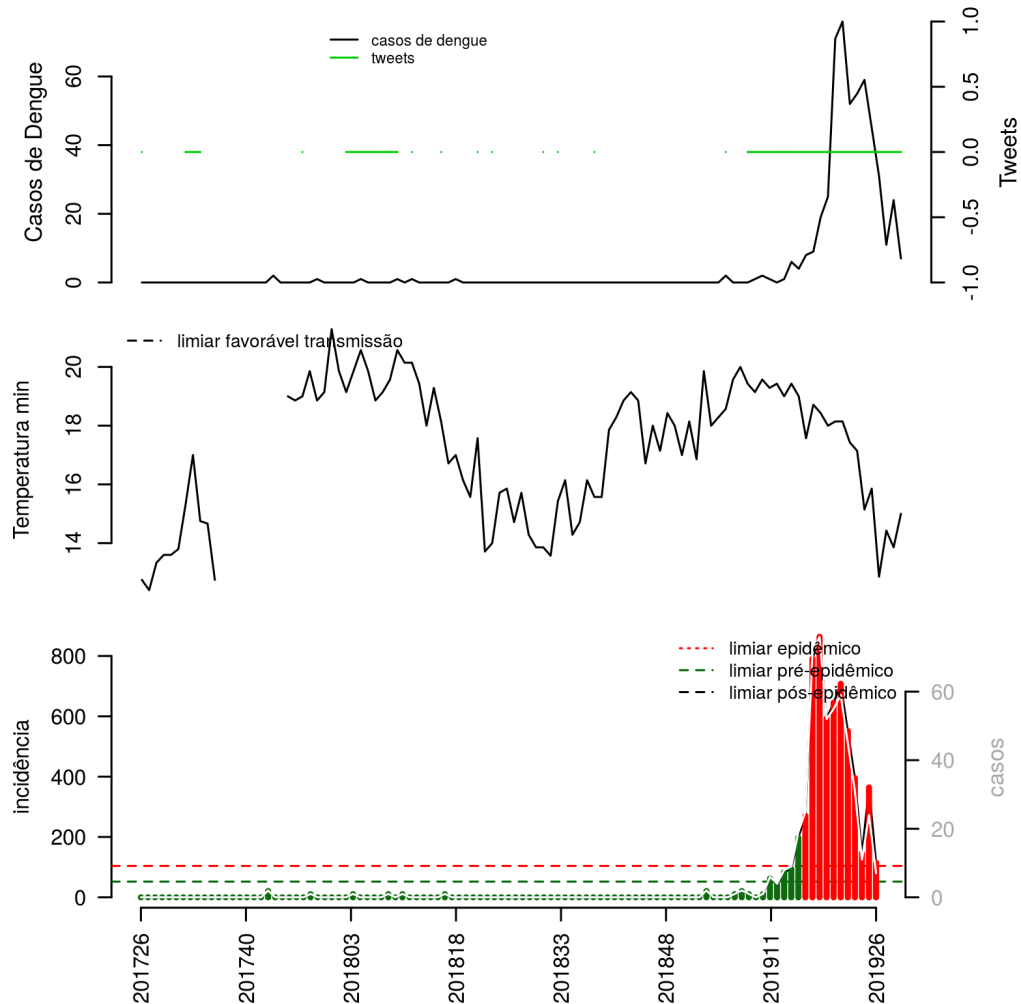 casos de dengue
tweets
Casos de Dengue
0
20
40
60
Tweets
-1.0
-0.5
0.0
0.5
1.0
limiar favorável transmissão
Temperatura min
14
16
18
20
limiar epidêmico
limiar pré-epidêmico
limiar pós-epidêmico
incidência
0
200
400
600
800
casos
0
20
40
60
201726
201740
201803
201818
201833
201848
201911
201926